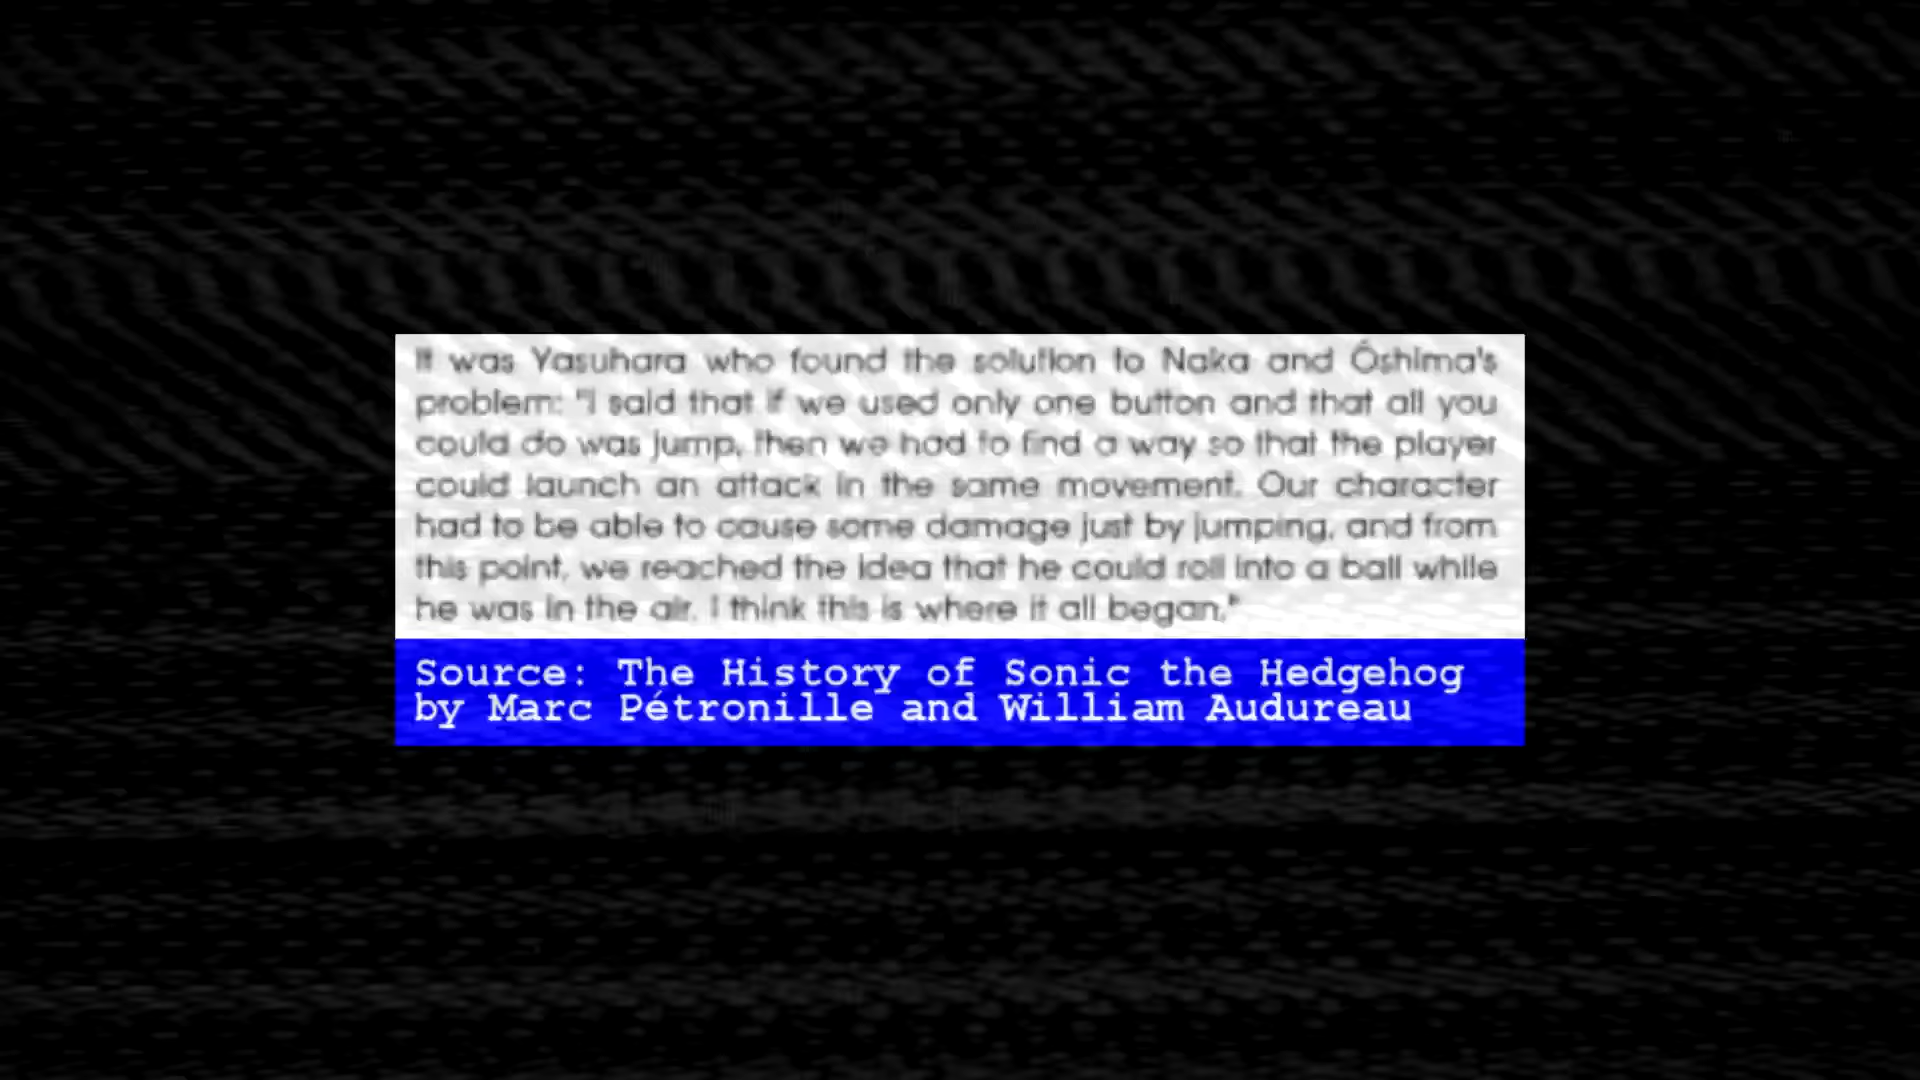 It was Yasuhara who found the solution to Naka and Óshima's
problem: "I said that if we used only one button and that all you
could do was jump, then we had to find a way so that the player
could launch an attack in the same movement. Our character
had to be able to cause some damage just by jumping, and from
this point, we reached the idea that he could roll into a ball while
he was in the air. I think this is where it all began."
Source: The History of Sonic the Hedgehog
by Marc Pétronille and William Audureau